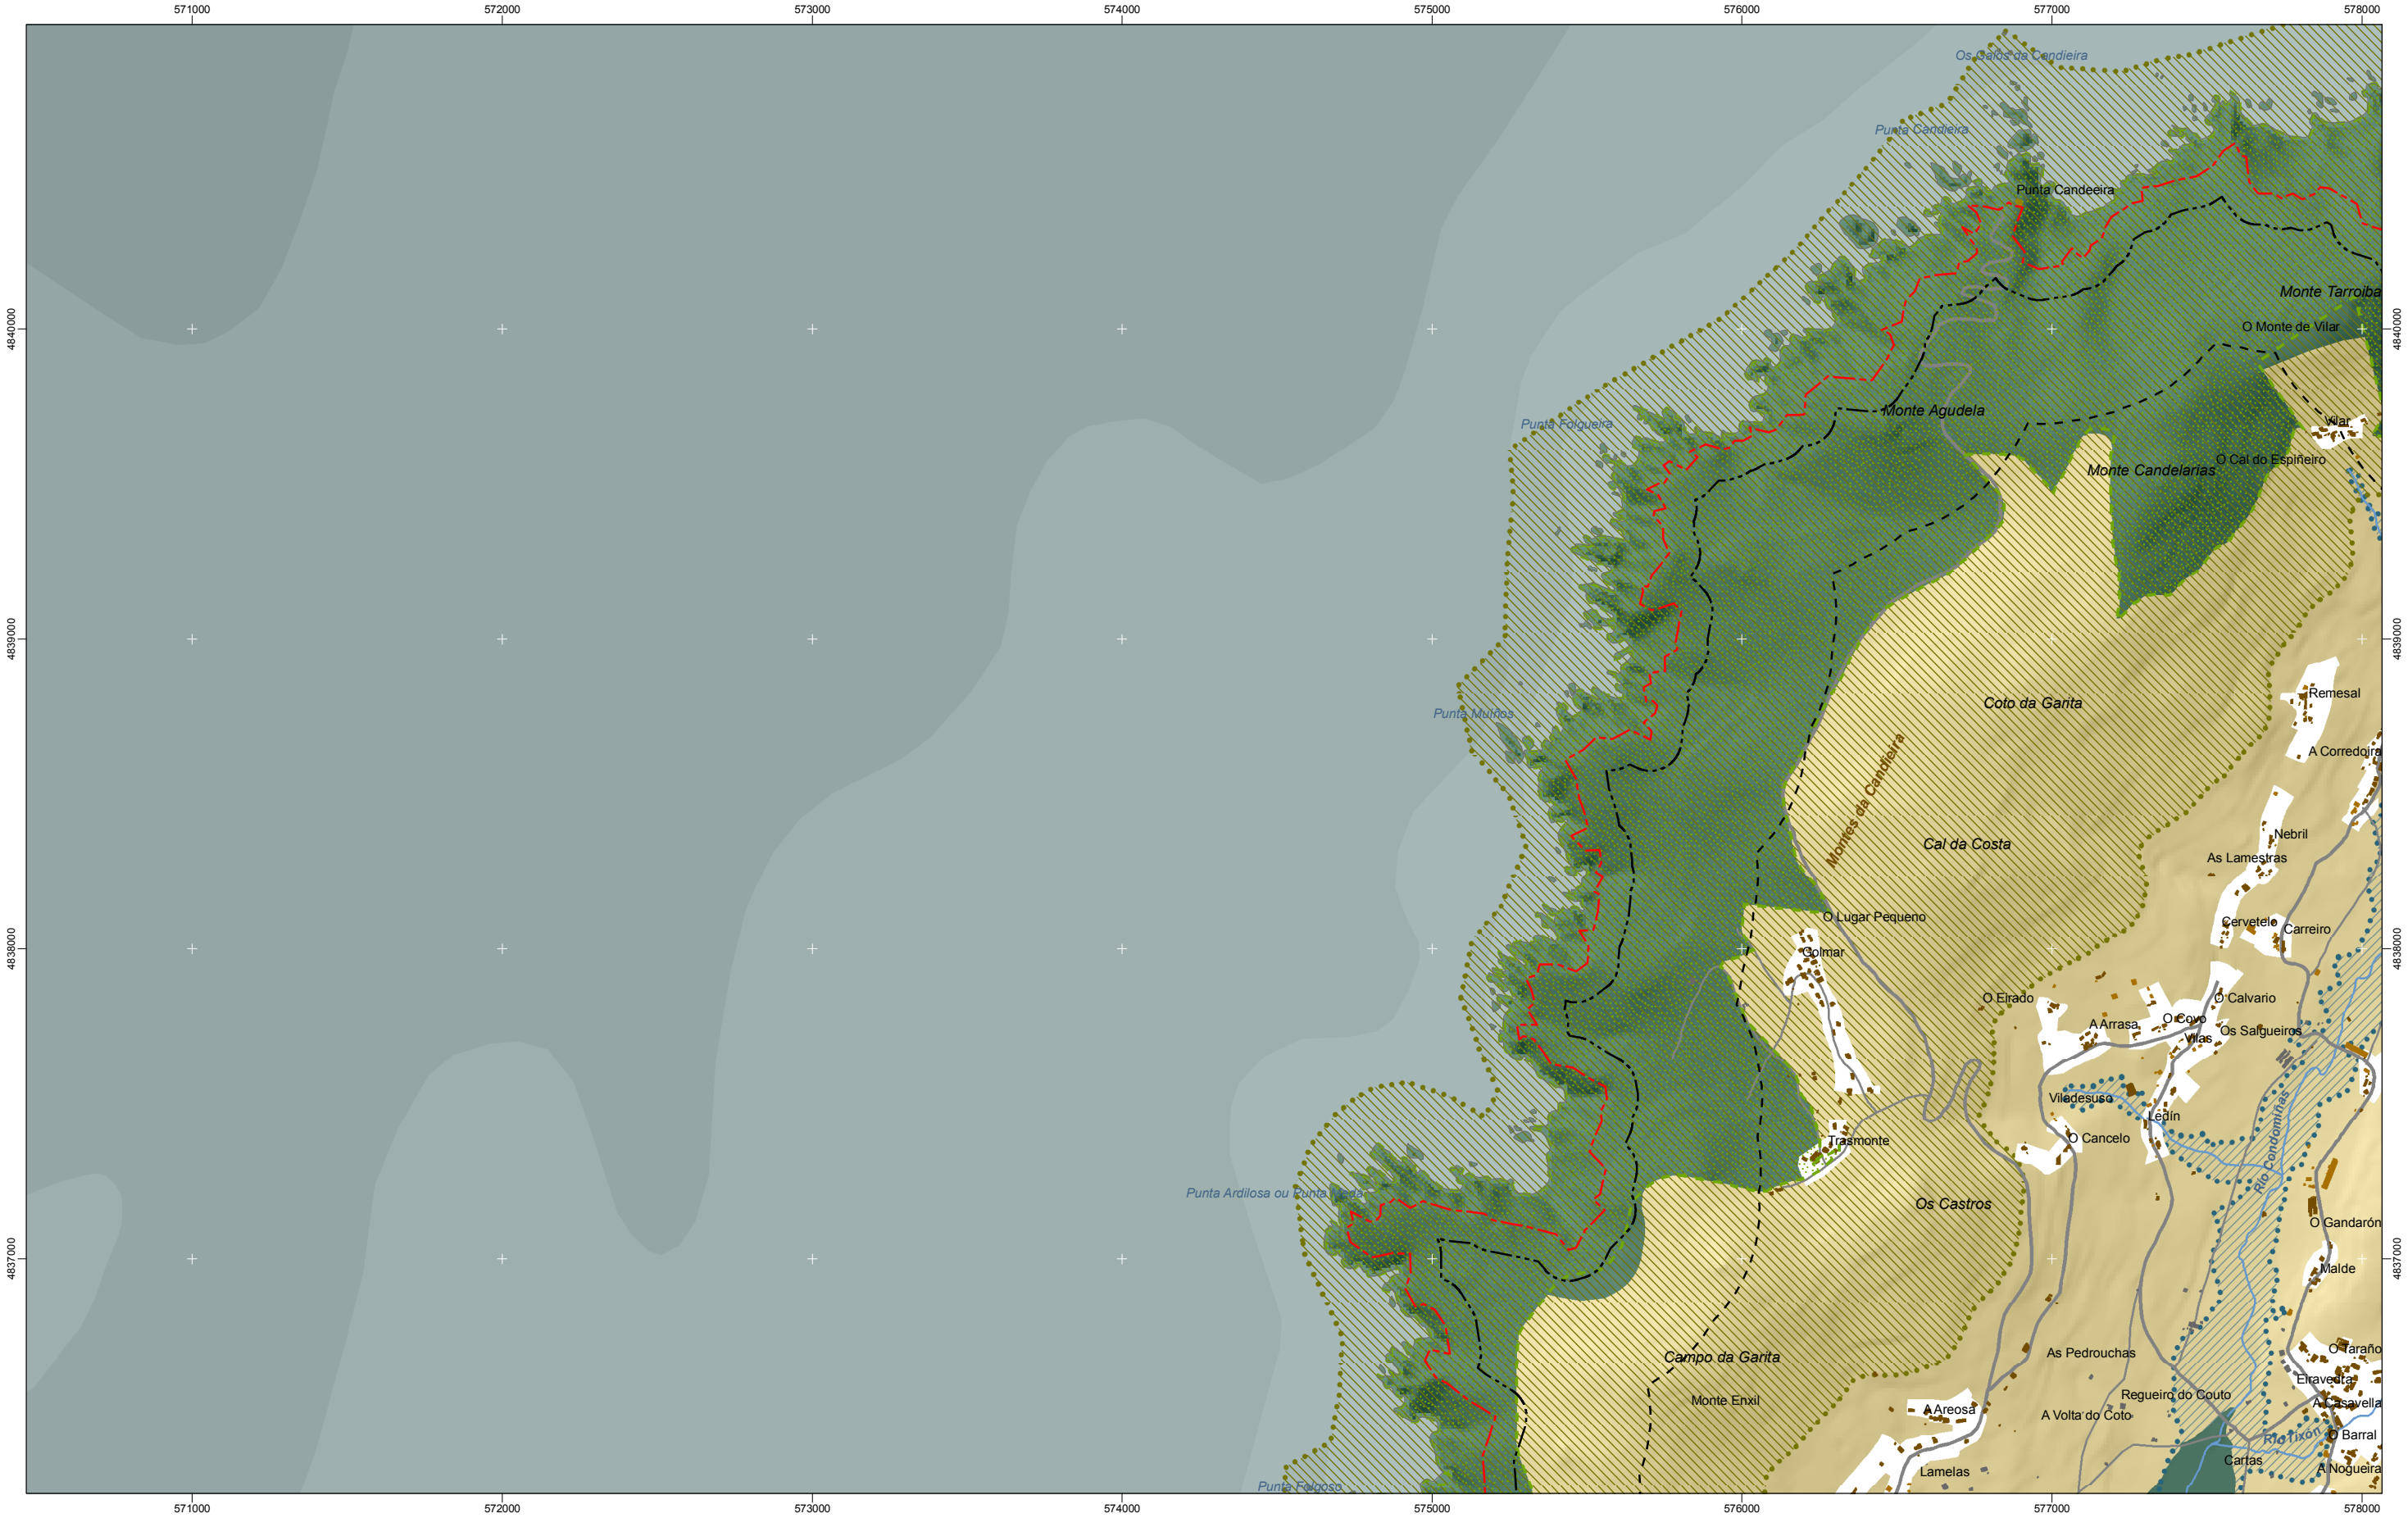 571000 572000 573000 574000 575000 576000 577000 578000
Os Galos da Candieira
Punta Candieira
Punta Candeeira
Monte Tarroiba
O Monte de Vilar
4840000 4840000
Monte Agudela
Vilar
Punta Folgueira
O Cal do Espiñeiro
Monte Candelarias
4839000 4839000
Remesal
Coto da Garita
Punta Muíños
A Corredoira
Montes da Candieira
Nebril
Cal da Costa
As Lamestras
O Lugar Pequeno
Cervetelo
Carreiro
4838000 4838000
Colmar
O Eirado
O Calvario
O Covo
A Arrasa
Os Salgueiros
Vilas
Viladesuso
Ledín
Río Condomiñas
O Cancelo
Trasmonte
Punta Ardilosa ou Punta Meda
Os Castros
O Gandarón
4837000 4837000
Malde
O Taraño
As Pedrouchas
Campo da Garita
Eiravedra
Regueiro do Couto
Monte Enxil
A Casavella
A Areosa
A Volta do Coto
O Barral
Río Tixón
Cartas
A Nogueira
Lamelas
Punta Folgoso
571000 572000 573000 574000 575000 576000 577000 578000